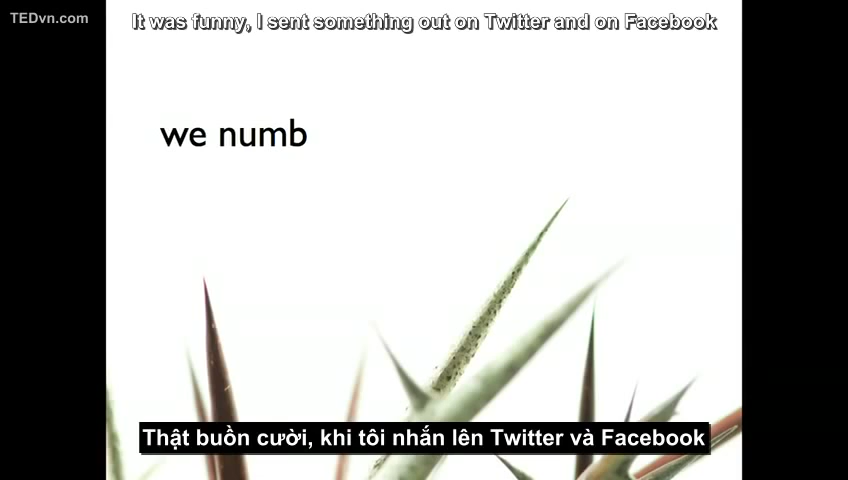 TEDvn.com
It was funny, I sent something out on Twitter and on Facebook
we numb
Thật buồn cười, khi tôi nhắn lên Twitter và Facebook